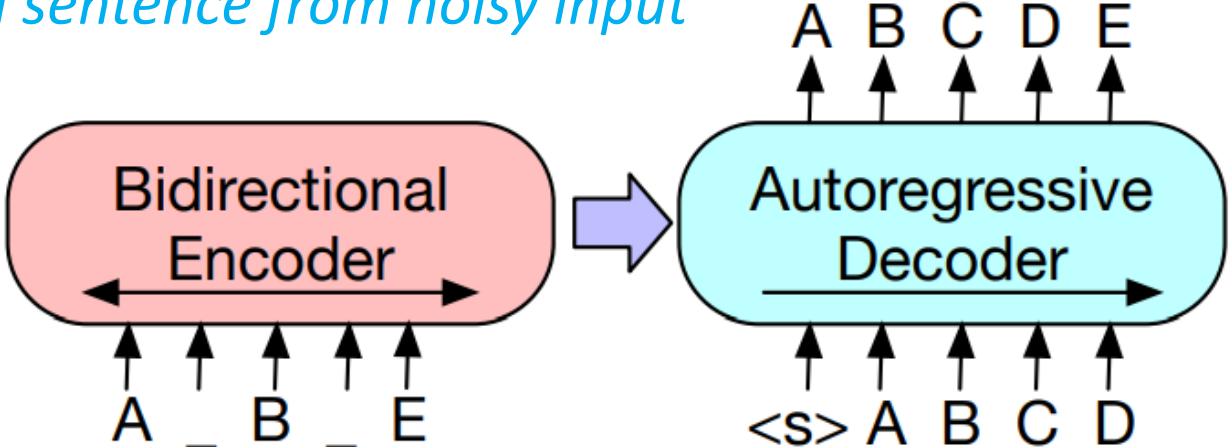 sentence from noisy input
A B C D E
Bidirectional
Encoder
Autoregressive
Decoder
A _ B _ E
<s> A B C D